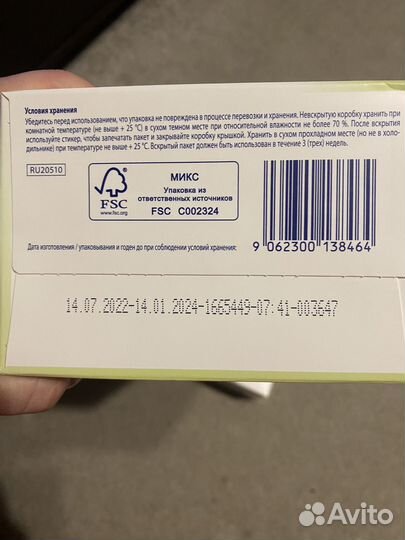 Условия хранения
Убедитесь перед использованием, что упаковка не повреждена в процессе перевозки и хранения. Невскрытую коробку хранить при
комнатной температуре (не выше + 25 °С) в сухом темном месте при относительной влажности не более 70 %. После вскрытия
используйте стикер, чтобы запечатать пакет и закрывайте коробку крышкой. Хранить в сухом прохладном месте (но не в холо-
дильнике) при температуре не выше + 25 °С. Вскрытый пакет должен быть использован в течение 3 (трех) недель.
RU20510
FSC
www.fsc.org
МИКС
Упаковка из
ответственных источников
FSC C002324
Дата изготовления /упаковывания и годен до при соблюдении условий хранения:
9 062300 138464
14.07.2022-14.01.2024-1665449-07:41-003647
Avito